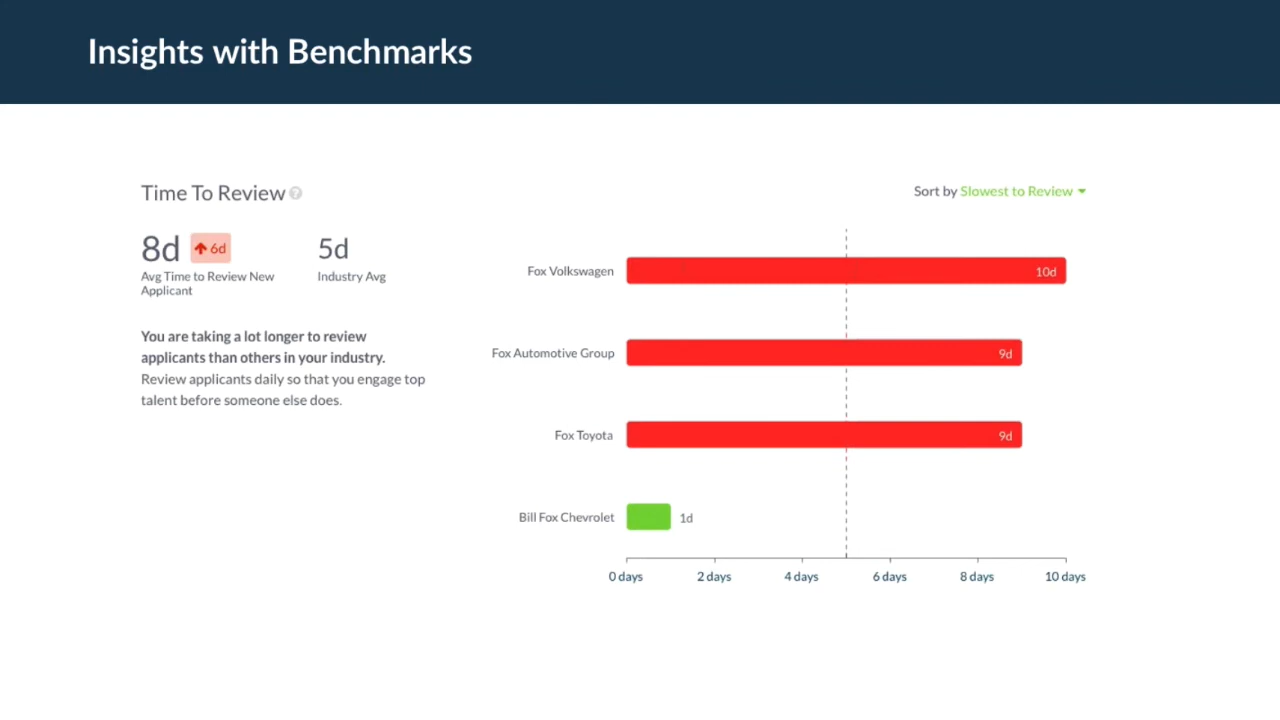 Insights with Benchmarks
Time To Review ?
Sort by Slowest to Review
8d 6d
5d
Avg Time to Review New
Applicant
Industry Avg
You are taking a lot longer to review
applicants than others in your industry.
Review applicants daily so that you engage top
talent before someone else does.
Fox Volkswagen 10d
Fox Automotive Group 9d
Fox Toyota 9d
Bill Fox Chevrolet 1d
0 days 2 days 4 days 6 days 8 days 10 days